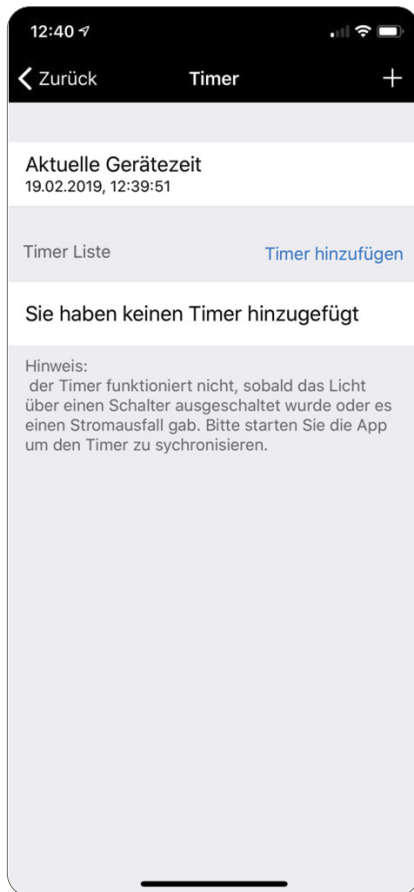 12:40
Zurück Timer +
Aktuelle Gerätezeit
19.02.2019, 12:39:51
Timer Liste Timer hinzufügen
Sie haben keinen Timer hinzugefügt
Hinweis:
der Timer funktioniert nicht, sobald das Licht
über einen Schalter ausgeschaltet wurde oder es
einen Stromausfall gab. Bitte starten Sie die App
um den Timer zu sychronisieren.